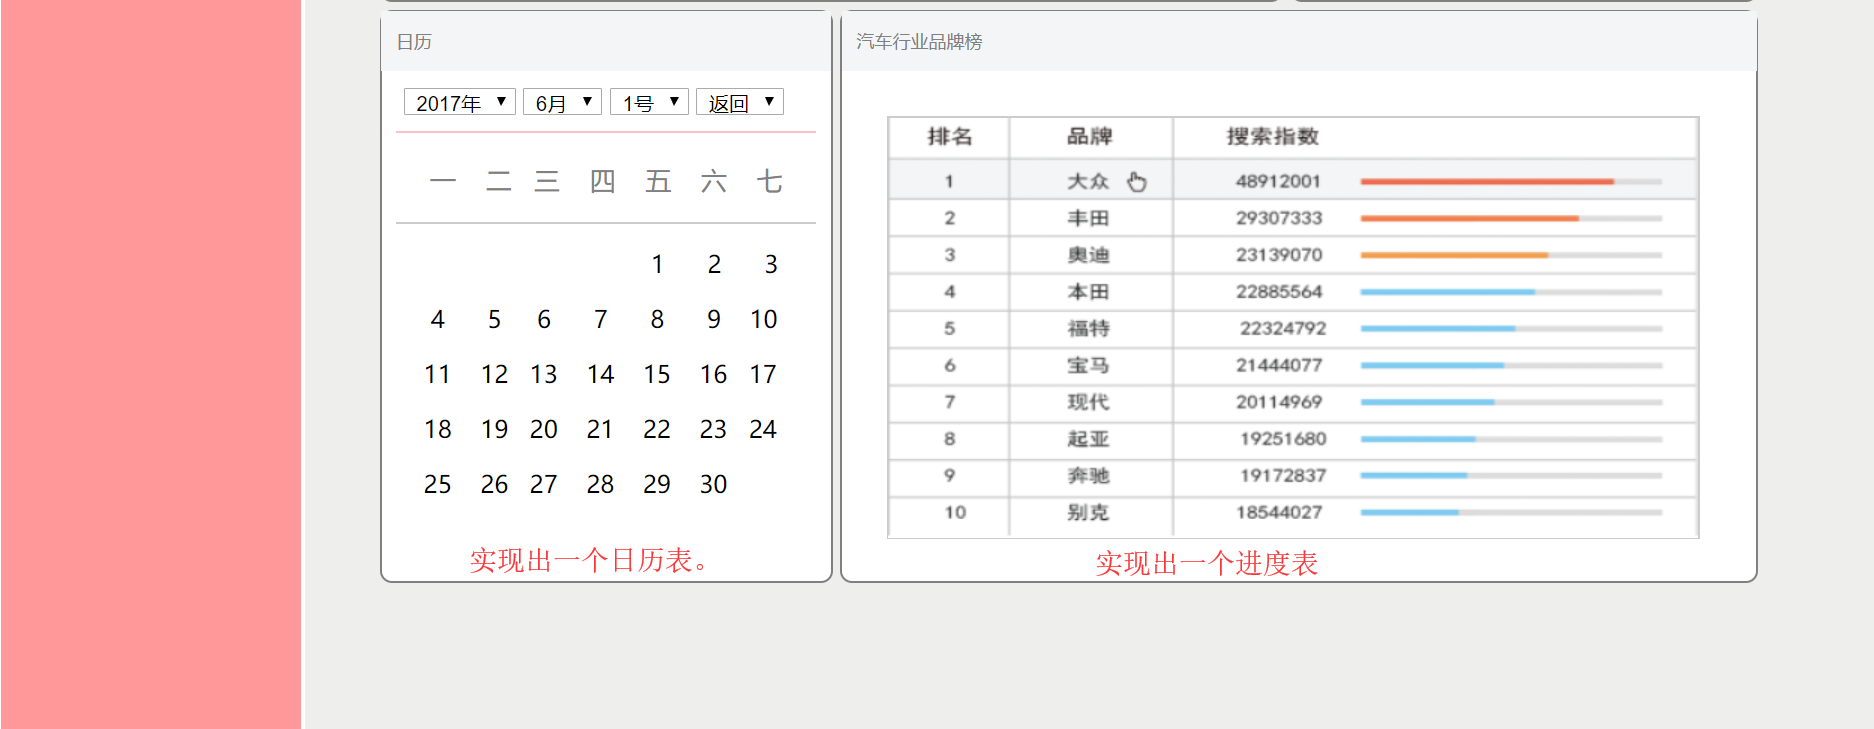 日历
2017年 6月 1号 返回
一 二 三 四 五 六 七
1 2 3
4 5 6 7 8 9 10
11 12 13 14 15 16 17
18 19 20 21 22 23 24
25 26 27 28 29 30
实现出一个日历表。
汽车行业品牌榜
排名 品牌 搜索指数
1 大众 48912001
2 丰田 29307333
3 奥迪 23139070
4 本田 22885564
5 福特 22324792
6 宝马 21444077
7 现代 20114969
8 起亚 19251680
9 奔驰 19172837
10 别克 18544027
实现出一个进度表